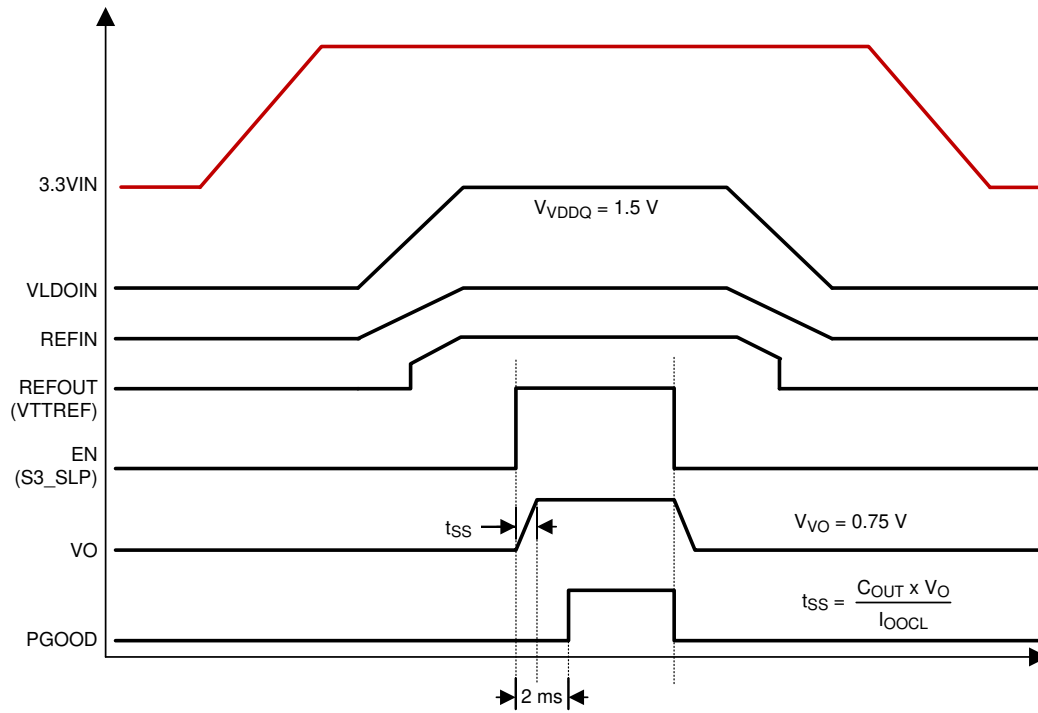 3.3VIN
V_VDDQ = 1.5 V
VLDOIN
REFIN
REFOUT
(VTTREF)
EN
(S3_SLP)
tSS
VVO = 0.75 V
VO
tSS = COUT x VO
IOOCL
PGOOD
2 ms